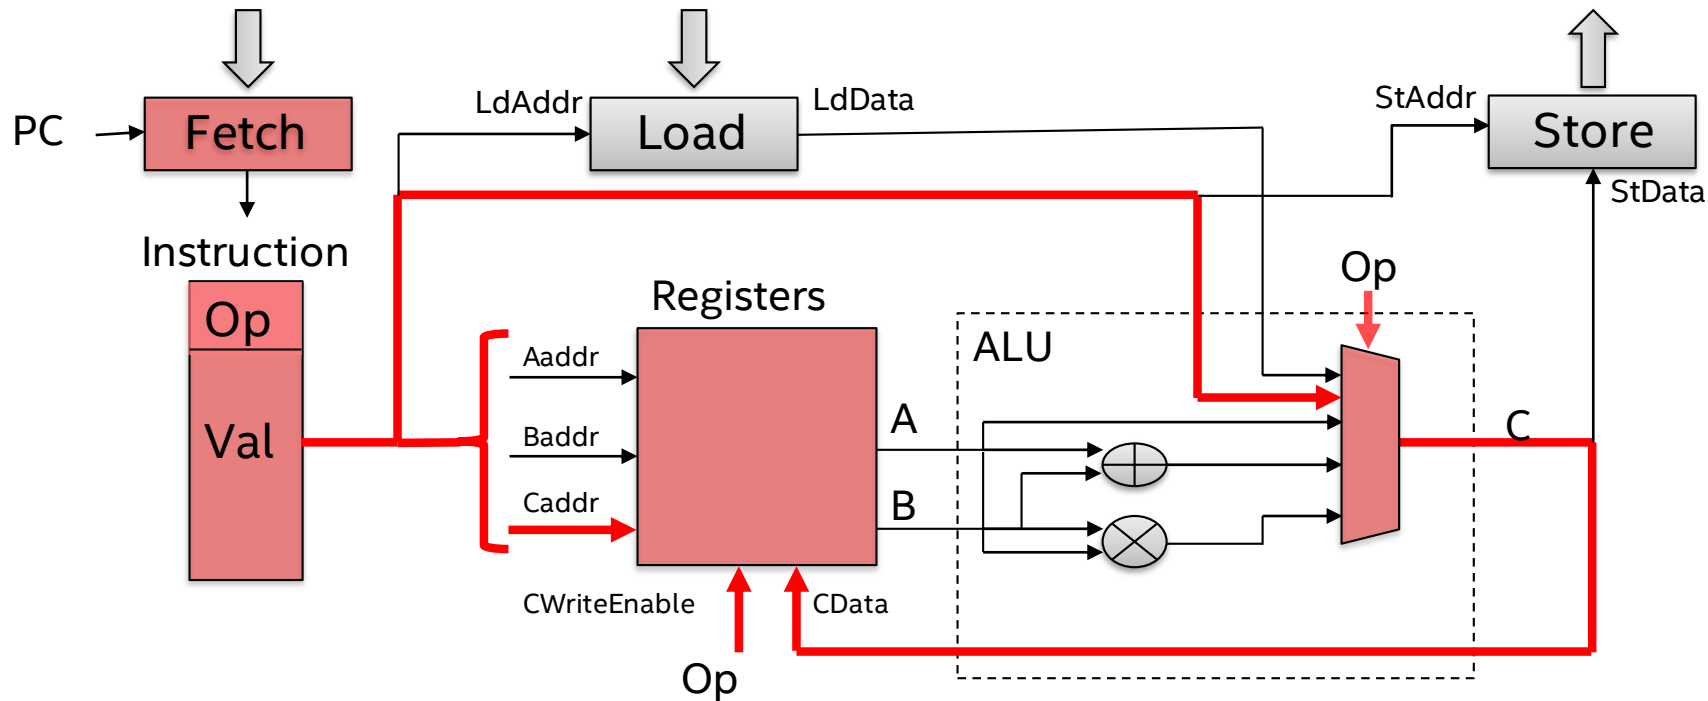 PC
Fetch
LdAddr
Load
LdData
StAddr
Store
StData
Instruction
Op
Val
Registers
Aaddr
Baddr
Caddr
CWriteEnable
CData
Op
A
B
ALU
Op
C